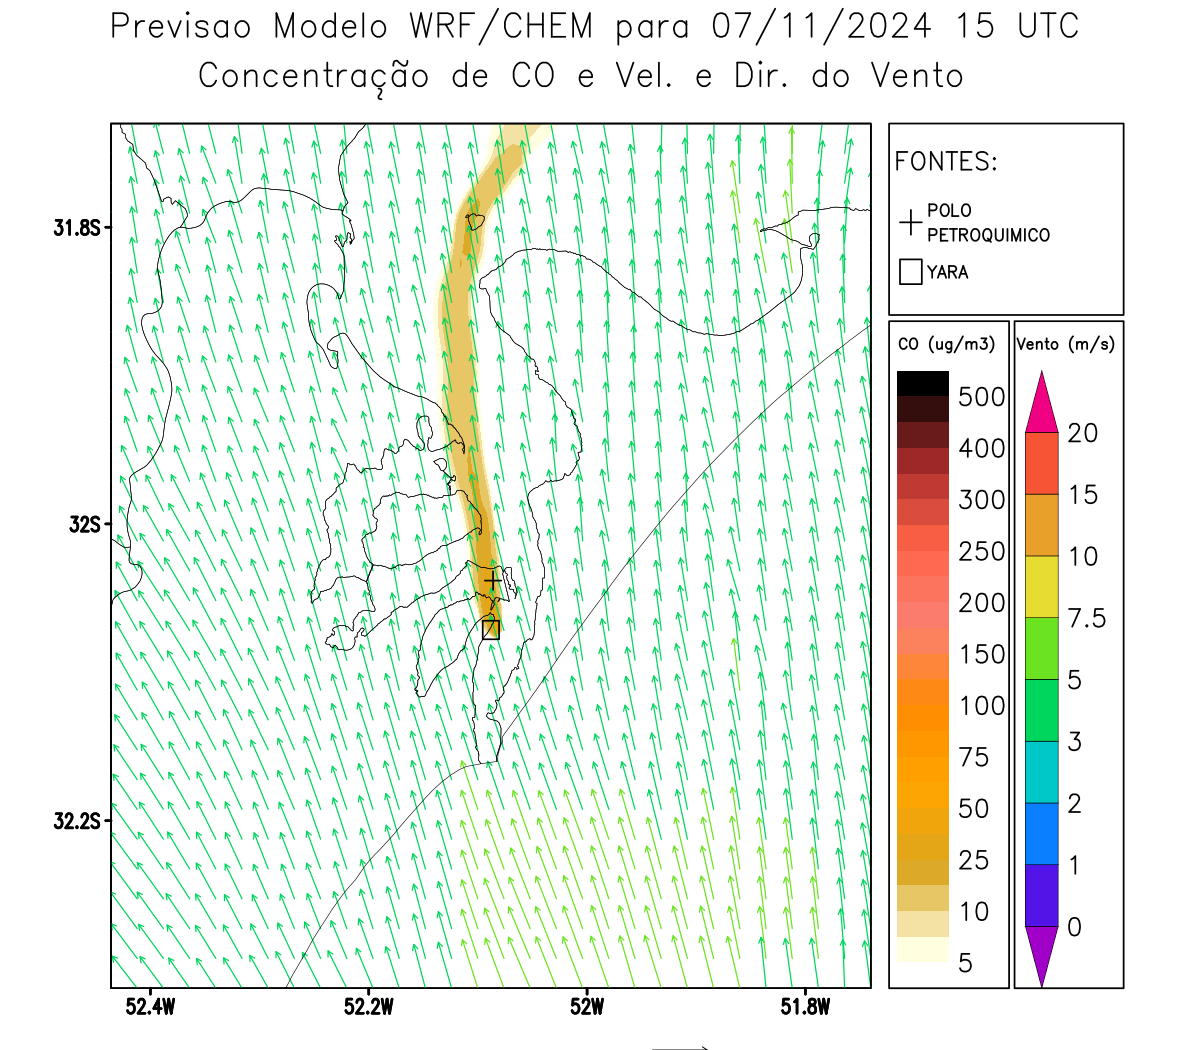 Previsao Modelo WRF/CHEM para 07/11/2024 15 UTC
Concentração de CO e Vel. e Dir. do Vento
FONTES:
POLO
PETROQUIMICO
YARA
CO (ug/m3)
500
400
300
250
200
150
100
75
50
25
10
5
Vento (m/s)
20
15
10
7.5
5
3
2
1
0
31.8S
32S
32.2S
52.4W
52.2W
52W
51.8W